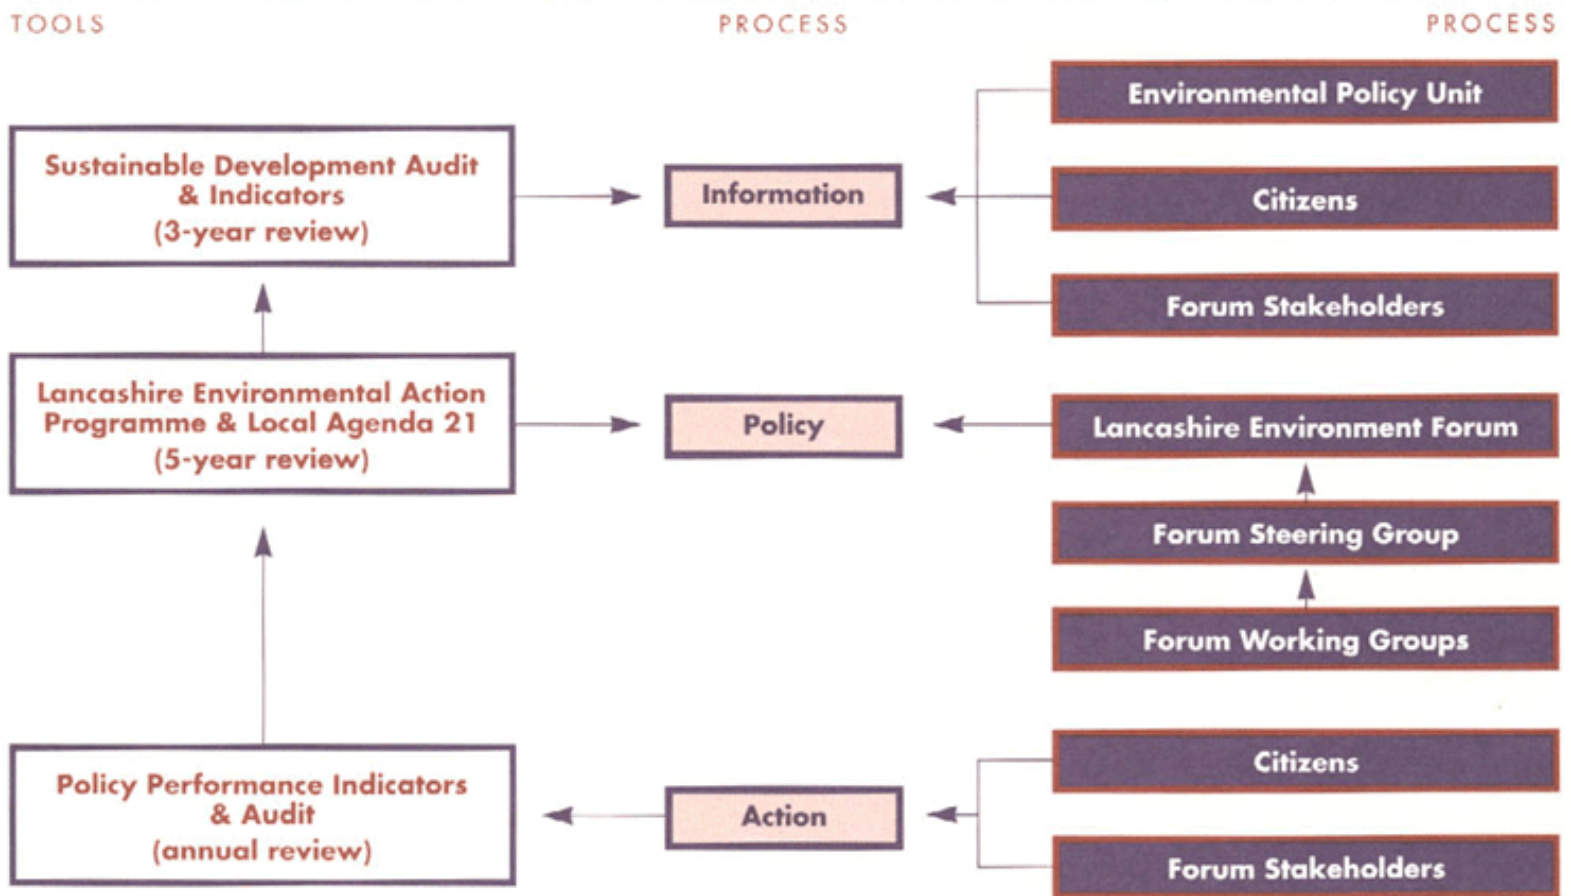 TOOLS
PROCESS
PROCESS
Sustainable Development Audit
& Indicators
(3-year review)
Information
Environmental Policy Unit
Citizens
Forum Stakeholders
Lancashire Environmental Action
Programme & Local Agenda 21
(5-year review)
Policy
Lancashire Environment Forum
Forum Steering Group
Forum Working Groups
Policy Performance Indicators
& Audit
(annual review)
Action
Citizens
Forum Stakeholders